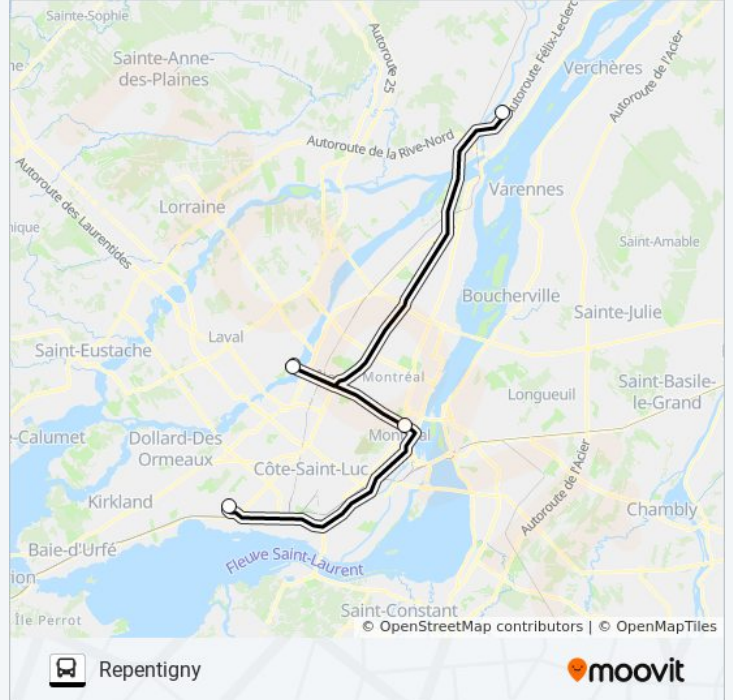 Sainte-Sophie
Sainte-Anne-
des-Plaines
Autoroute 25
Autoroute Félix-Leclerc
Verchères
Autoroute de l'Acier
Autoroute de la Rive-Nord
Autoroute des Laurentides
Lorraine
Varennes
Saint-Amable
Boucherville
Sainte-Julie
Laval
Saint-Eustache
Montréal
Saint-Basile-
le-Grand
Longueuil
-Calumet
Dollard-Des
Ormeaux
Côte-Saint-Luc
Autoroute de l'Acier
Kirkland
Chambly
Baie-d'Urfé
Fleuve Saint-Laurent
Île Perrot
Saint-Constant
© OpenStreetMap contributors | © OpenMapTiles
Repentigny
moovit